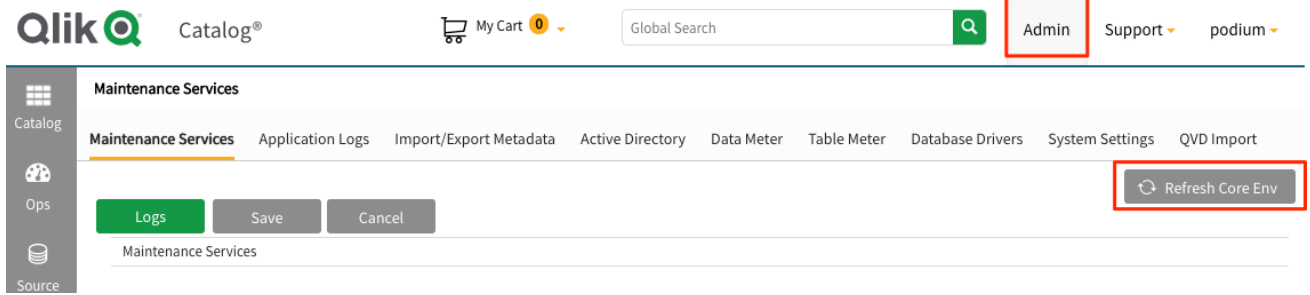 Qlik Catalog® My Cart 0 Global Search Admin Support podium
Maintenance Services
Catalog
Maintenance Services Application Logs Import/Export Metadata Active Directory Data Meter Table Meter Database Drivers System Settings QVD Import
Refresh Core Env
Ops
Logs Save Cancel
Maintenance Services
Source